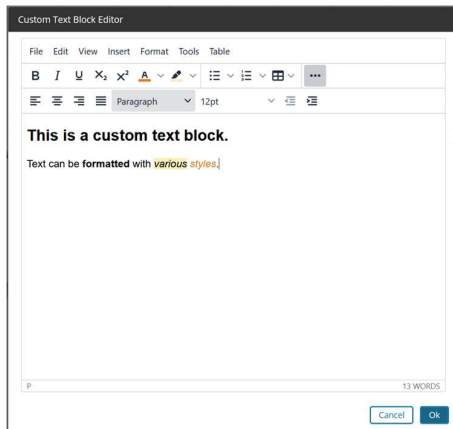 Custom Text Block Editor
File Edit View Insert Format Tools Table
B I U X₂ X² A
Paragraph 12pt
This is a custom text block.
Text can be formatted with various styles.
P 13 WORDS
Cancel Ok